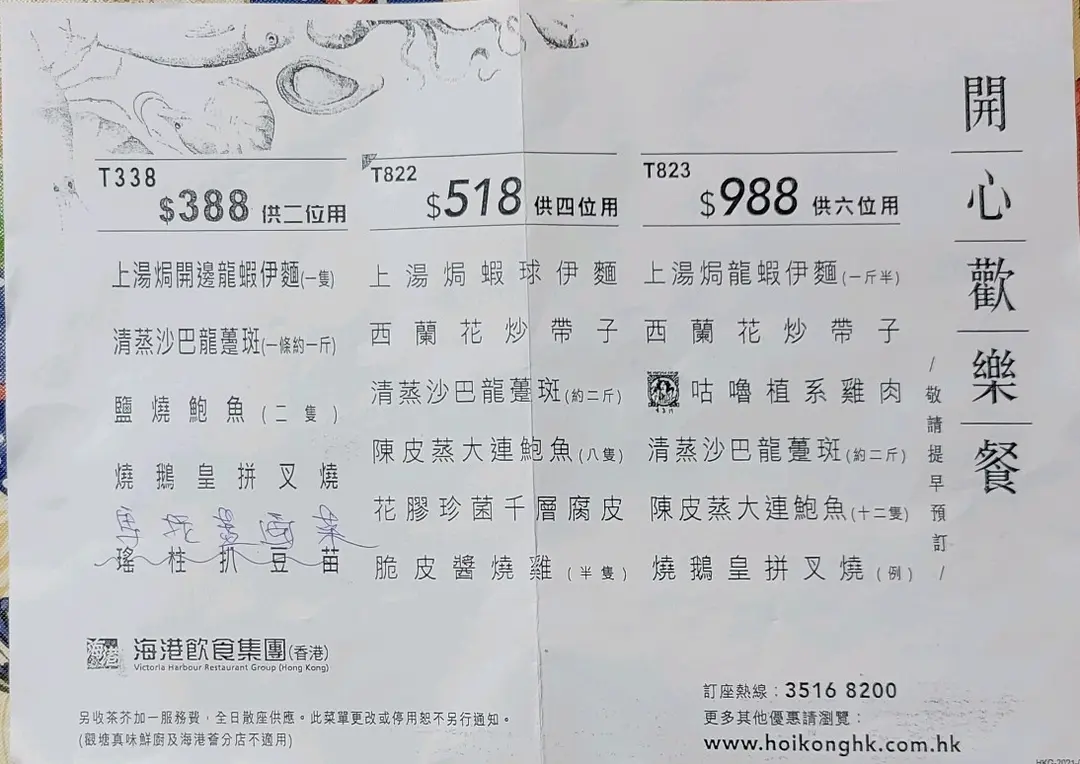 開心歡樂餐
/敬請提早預訂/
T338
$388 供二位用
上湯焗開邊龍蝦伊麵(一隻)
清蒸沙巴龍躉斑(一條約一斤)
鹽燒鮑魚(二隻)
燒鵝皇拼叉燒
瑤柱扒豆苗
T822
$518 供四位用
上湯焗蝦球伊麵
西蘭花炒帶子
清蒸沙巴龍躉斑(約二斤)
陳皮蒸大連鮑魚(八隻)
花膠珍菌千層腐皮
脆皮醬燒雞(半隻)
T823
$988 供六位用
上湯焗龍蝦伊麵(一斤半)
西蘭花炒帶子
咕嚕植系雞肉
清蒸沙巴龍躉斑(約二斤)
陳皮蒸大連鮑魚(十二隻)
燒鵝皇拼叉燒(例)
海港飲食集團(香港)
Victoria Harbour Restaurant Group (Hong Kong)
另收茶芥加一服務費，全日散座供應。此菜單更改或停用恕不另行通知。
(觀塘真味鮮廚及海港薈分店不適用)
訂座熱線：3516 8200
更多其他優惠請瀏覽：
www.hoikonghk.com.hk